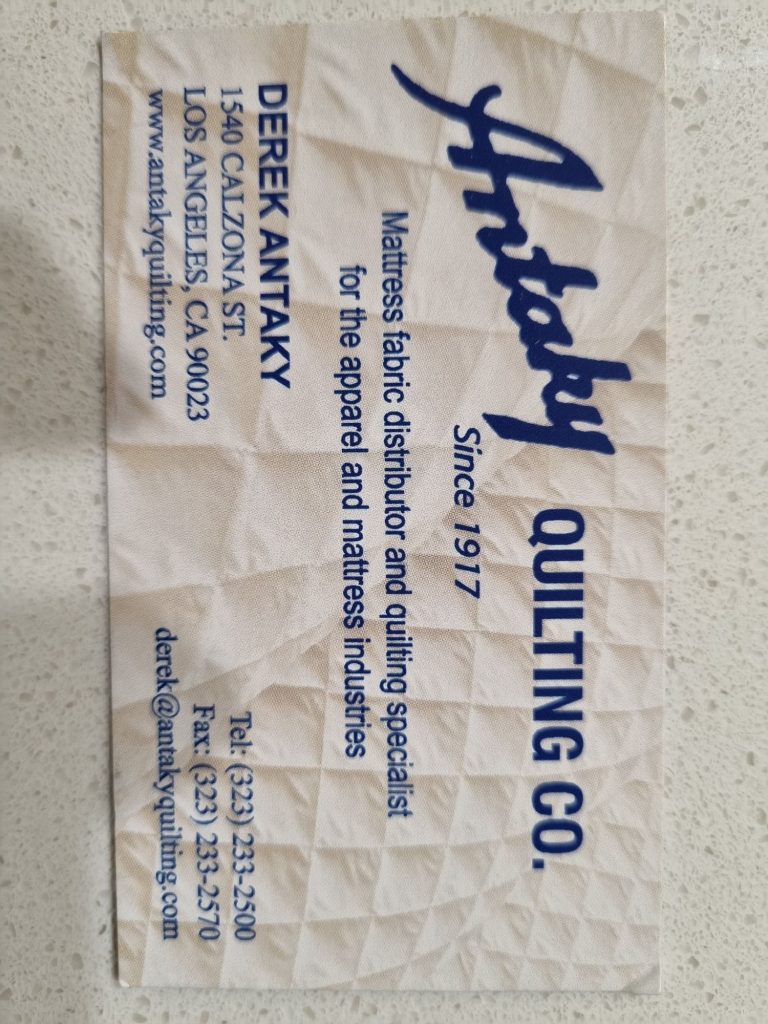 Antaky QUILTING CO.
Since 1917
Mattress fabric distributor and quilting specialist
for the apparel and mattress industries
DEREK ANTAKY
1540 CALZONA ST.
LOS ANGELES, CA 90023
www.antakyquilting.com
Tel: (323) 233-2500
Fax: (323) 233-2570
derek@antakyquilting.com